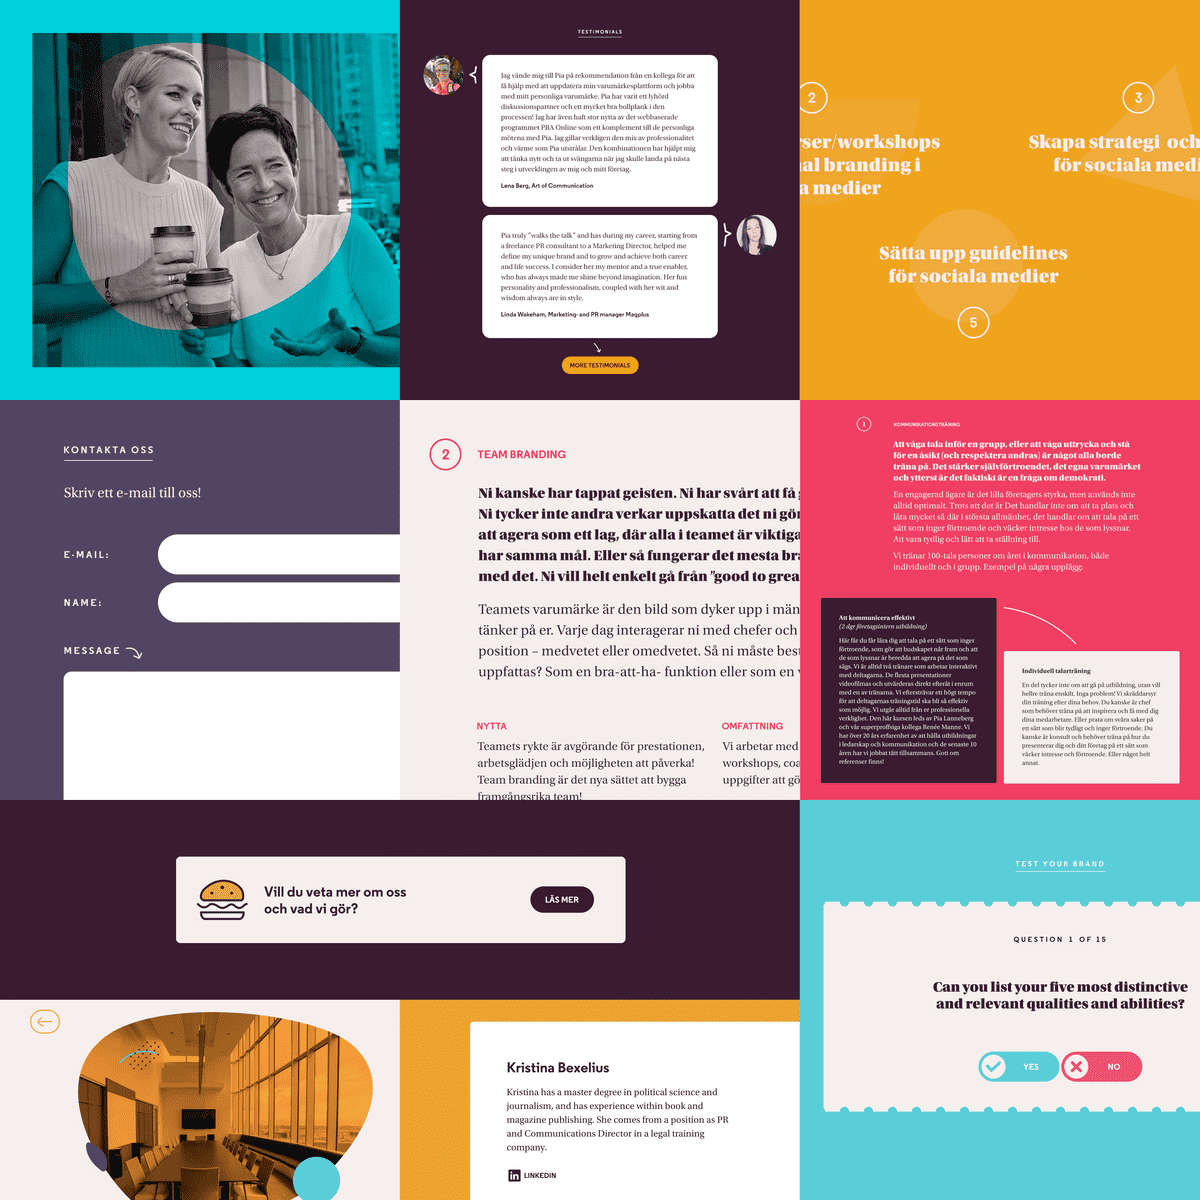 TESTIMONIALS
Jag vände mig till Pia på rekommendation från en kollega för att
få hjälp med att uppdatera min varumärkesplattform och jobba
med mitt personliga varumärke. Pia har varit ett lyhörd
diskussionspartner och ett mycket bra bollplank i den
processen! Jag har även haft stor nytta av det webbaserade
programmet PBA Online som ett komplement till de personliga
mötena med Pia. Jag gillar verkligen den mix av professionalitet
och värme som Pia utstrålar. Den kombinationen har hjälpt mig
att tänka nytt och ta ut svängarna när jag skulle landa på nästa
steg i utvecklingen av mig och mitt företag.
Lena Berg, Art of Communication
Pia truly "walks the talk" and has during my career, starting from
a freelance PR consultant to a Marketing Director, helped me
define my unique brand and to grow and achieve both career
and life success. I consider her my mentor and a true enabler,
who has always made me shine beyond imagination. Her fun
personality and professionalism, coupled with her wit and
wisdom always are in style.
Linda Wakeham, Marketing- and PR manager Magplus
MORE TESTIMONIALS
2
rser/workshops
al branding i
a medier
3
Skapa strategi och
för sociala medi
Sätta upp guidelines
för sociala medier
5
KONTAKTA OSS
Skriv ett e-mail till oss!
E-MAIL:
NAME:
MESSAGE
2 TEAM BRANDING
Ni kanske har tappat geisten. Ni har svårt att få g
Ni tycker inte andra verkar uppskatta det ni gör
att agera som ett lag, där alla i teamet är viktiga
har samma mål. Eller så fungerar det mesta bra
med det. Ni vill helt enkelt gå från "good to grea
Teamets varumärke är den bild som dyker upp i män
tänker på er. Varje dag interagerar ni med chefer och
position – medvetet eller omedvetet. Så ni måste best
uppfattas? Som en bra-att-ha- funktion eller som en v
NYTTA
Teamets rykte är avgörande för prestationen,
arbetsglädjen och möjligheten att påverka!
Team branding är det nya sättet att bygga
framgångsrika team!
OMFATTNING
Vi arbetar med
workshops, coa
uppgifter att gö
1 KOMMUNIKATIONSTRÄNING
Att våga tala inför en grupp, eller att våga uttrycka och stå
för en åsikt (och respektera andras) är något alla borde
träna på. Det stärker självförtroendet, det egna varumärket
och ytterst är det faktiskt är en fråga om demokrati.
En engagerad ägare är det lilla företagets styrka, men används inte
alltid optimalt. Trots att det är Det handlar inte om att ta plats och
låta mycket så där i största allmänhet, det handlar om att tala på ett
sätt som inger förtroende och väcker intresse hos de som lyssnar.
Att vara tydlig och lätt att ta ställning till.
Vi tränar 100-tals personer om året i kommunikation, både
individuellt och i grupp. Exempel på några upplägg:
Att kommunicera effektivt
(2 dgr företagsintern utbildning)
Här får du får lära dig att tala på ett sätt som inger
förtroende, som gör att budskapet når fram och att
de som lyssnar är beredda att agera på det som
sägs. Vi är alltid två tränare som arbetar interaktivt
med deltagarna. De flesta presentationer
videofilmas och utvärderas direkt efteråt i enrum
med en av tränarna. Vi eftersträvar ett högt tempo
för att deltagarnas träningstid ska bli så effektiv
som möjlig. Vi utgår alltid från er professionella
verklighet. Den här kursen leds av Pia Lanneberg
och vår superproffsiga kollega Renée Manne. Vi
har över 20 års erfarenhet av att hålla utbildningar
i ledarskap och kommunikation och de senaste 10
åren har vi jobbat tätt tillsammans. Gott om
referenser finns!
Individuell talarträning
En del tycker inte om att gå på utbildning, utan vill
hellre träna enskilt. Inga problem! Vi skräddarsyr
din träning efter dina behov. Du kanske är chef
som behöver träna på att inspirera och få med dig
dina medarbetare. Eller prata om svåra saker på
ett sätt som blir tydligt och inger förtroende. Du
kanske är konsult och behöver träna på hur du
presenterar dig och ditt företag på ett sätt som
väcker intresse och förtroende. Eller något helt
annat.
Vill du veta mer om oss
och vad vi gör?
LÄS MER
TEST YOUR BRAND
QUESTION 1 OF 15
Can you list your five most distinctive
and relevant qualities and abilities?
YES
NO
Kristina Bexelius
Kristina has a master degree in political science and
journalism, and has experience within book and
magazine publishing. She comes from a position as PR
and Communications Director in a legal training
company.
in LINKEDIN